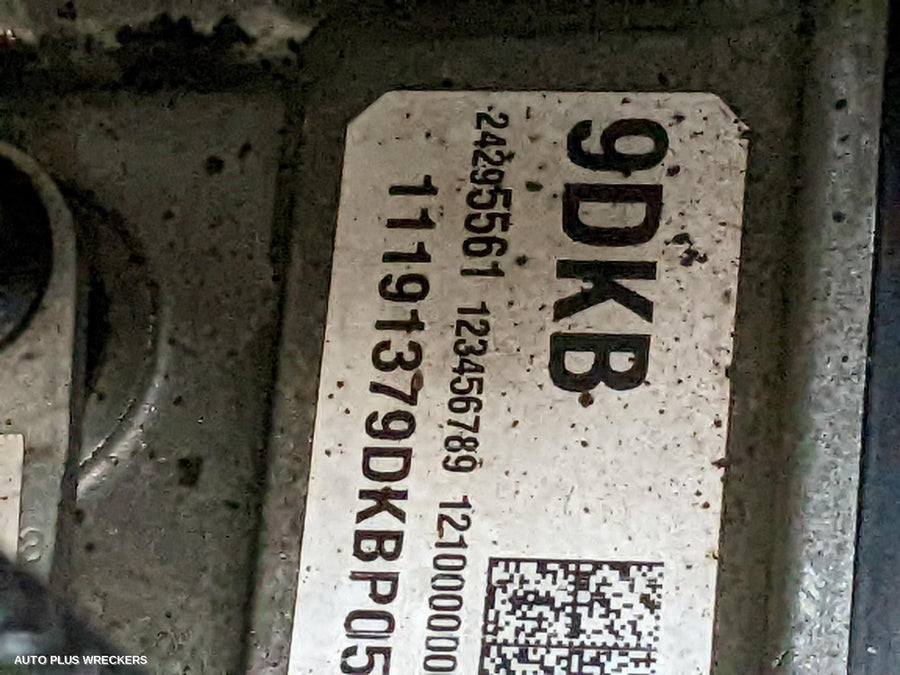 9DKB
24295561 123456789 121000000
11191379DKBP05
AUTO PLUS WRECKERS